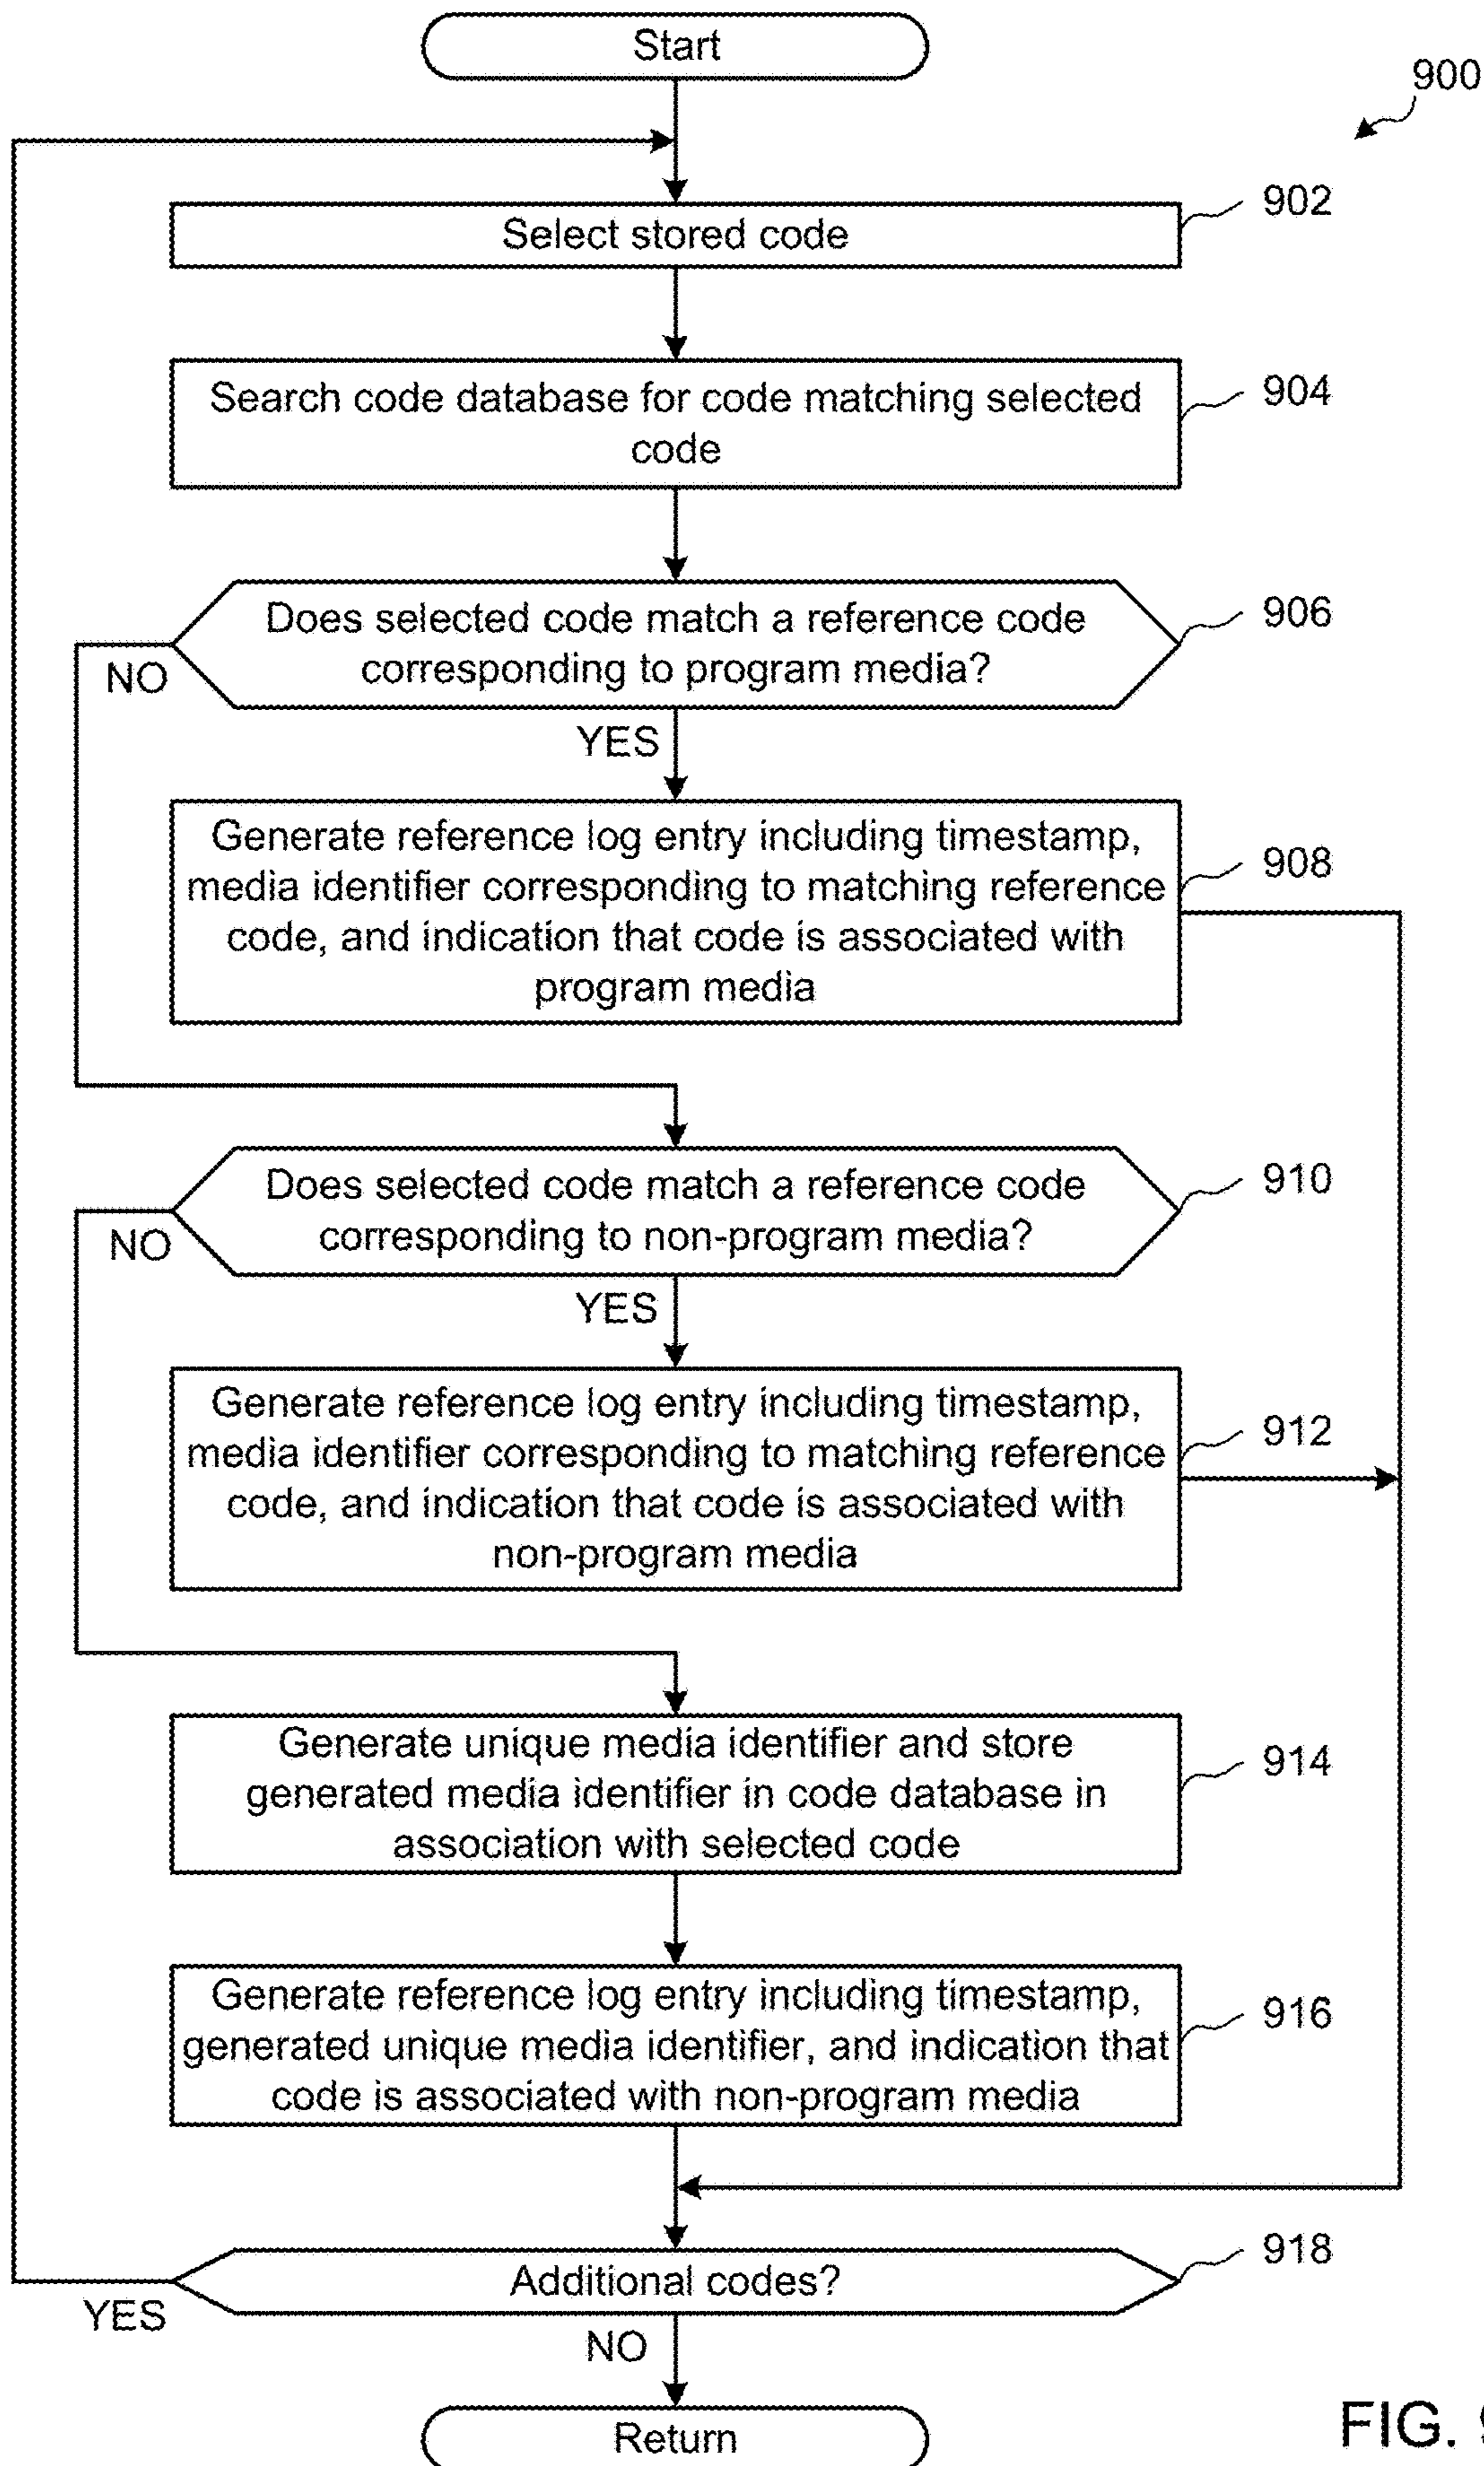 Start
900
Select stored code
902
Search code database for code matching selected
code
904
Does selected code match a reference code
corresponding to program media?
906
NO
YES
Generate reference log entry including timestamp,
media identifier corresponding to matching reference
code, and indication that code is associated with
program media
908
Does selected code match a reference code
corresponding to non-program media?
910
NO
YES
Generate reference log entry including timestamp,
media identifier corresponding to matching reference
code, and indication that code is associated with
non-program media
912
Generate unique media identifier and store
generated media identifier in code database in
association with selected code
914
Generate reference log entry including timestamp,
generated unique media identifier, and indication that
code is associated with non-program media
916
Additional codes?
918
YES
NO
Return
FIG. 9